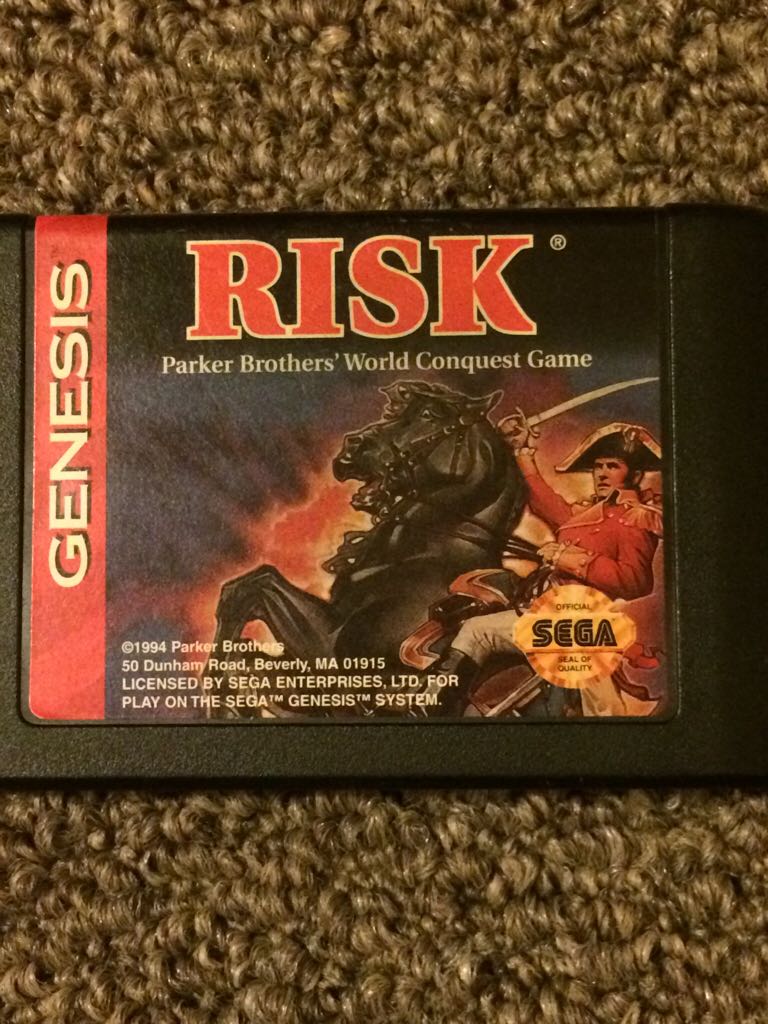 GENESIS™
RISK®
Parker Brothers' World Conquest Game
©1994 Parker Brothers
50 Dunham Road, Beverly, MA 01915
LICENSED BY SEGA ENTERPRISES, LTD. FOR
PLAY ON THE SEGA™ GENESIS™ SYSTEM.
OFFICIAL
SEGA
SEAL OF
QUALITY